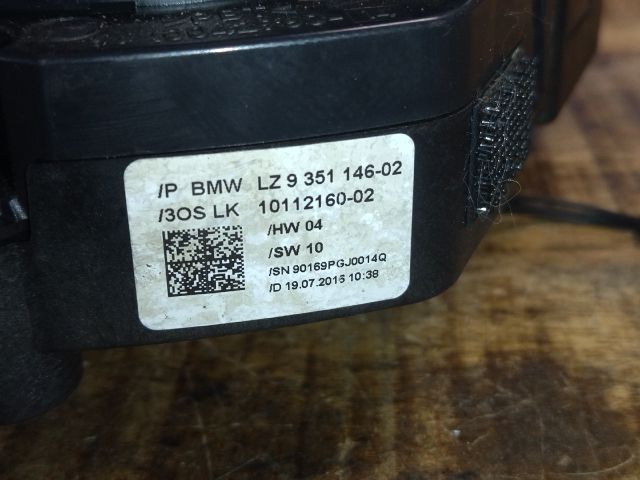 /P BMW LZ 9 351 146-02
/3OS LK 10112160-02
/HW 04
/SW 10
/SN 90169PGJ0014Q
/D 19.07.2016 10:38